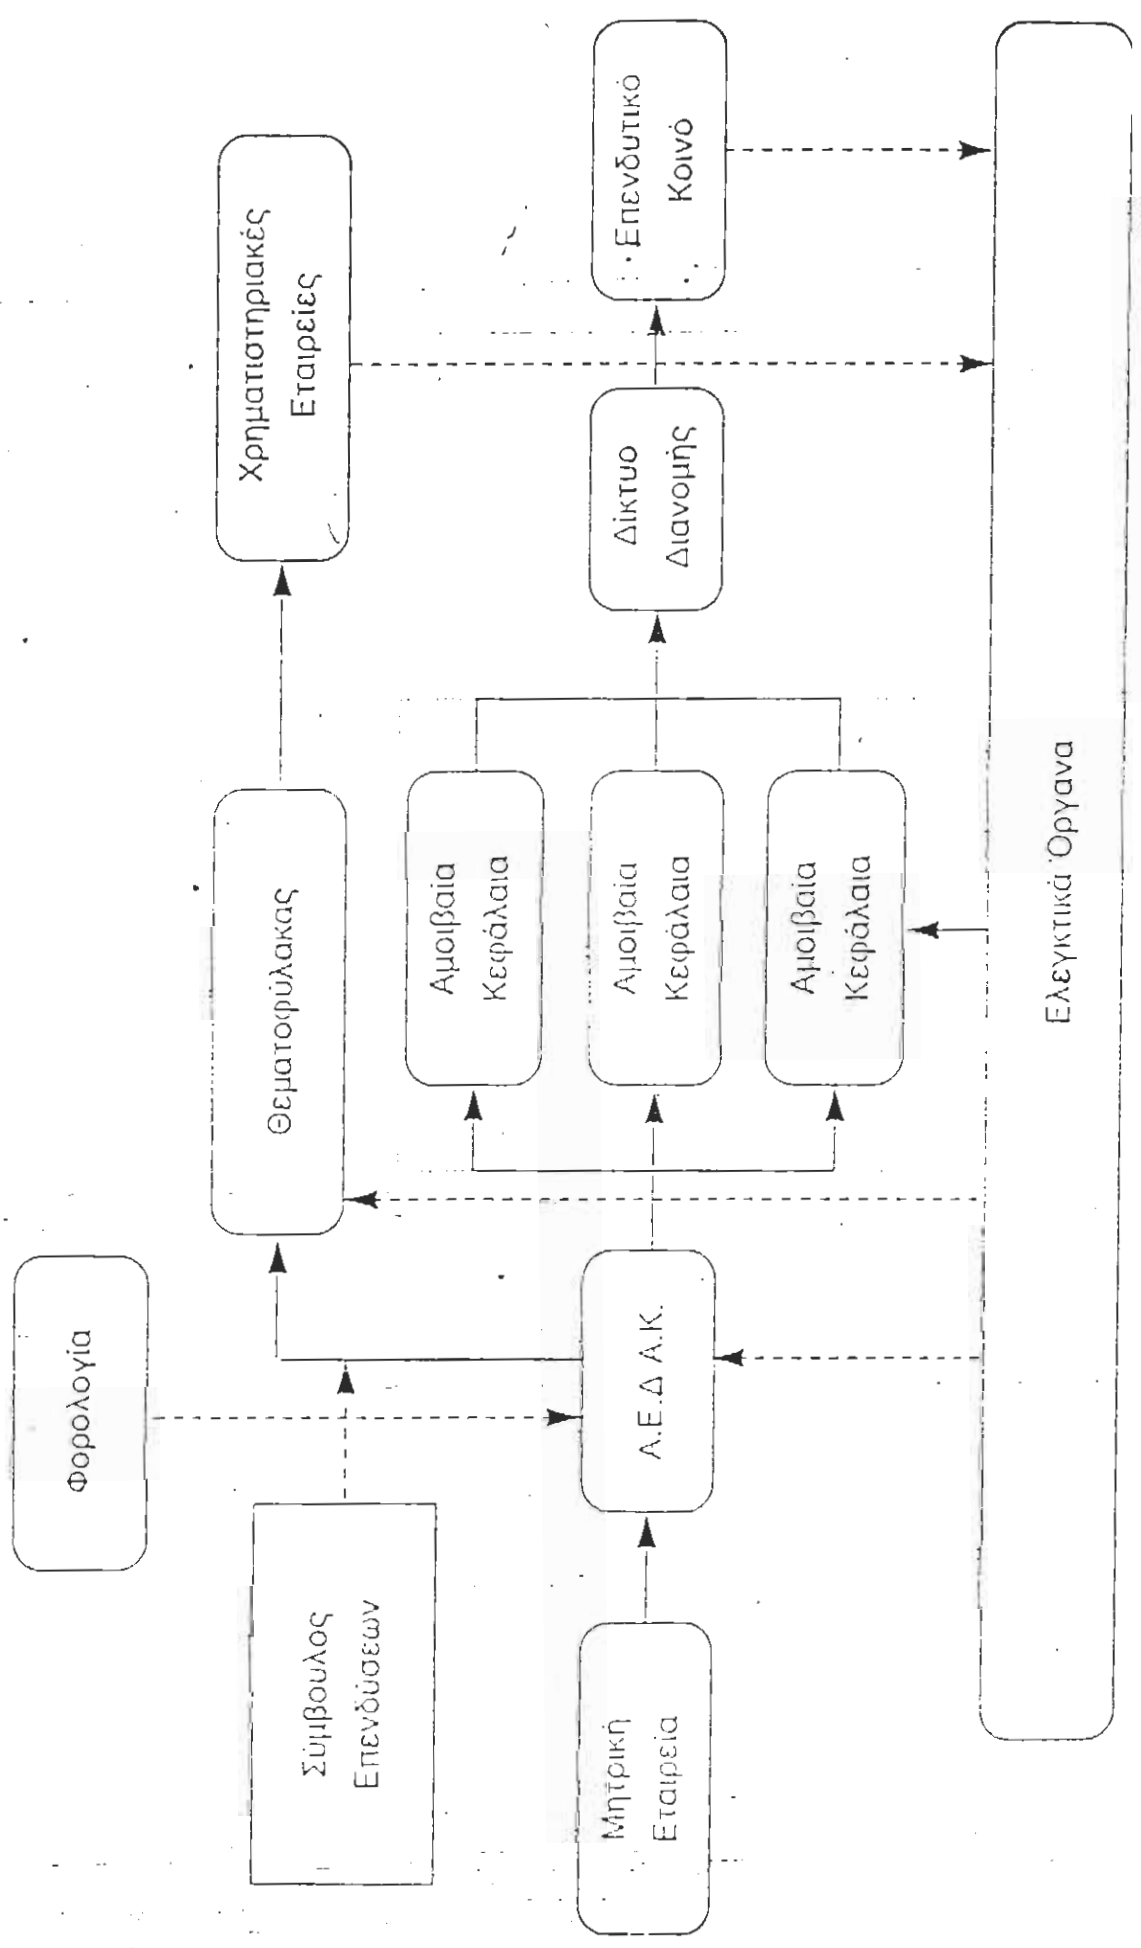 Φορολογία
Σύμβουλος
Επενδύσεων
Θεματοφύλακας
Χρηματιστηριακές
Εταιρείες
Αμοιβαία
Κεφάλαια
Μητρική
Εταιρεία
Α.Ε.Δ Α.Κ.
Αμοιβαία
Κεφάλαια
Δίκτυο
Διανομής
Επενδυτικό
Κοινό
Αμοιβαία
Κεφάλαια
Ελεγκτικά Όργανα